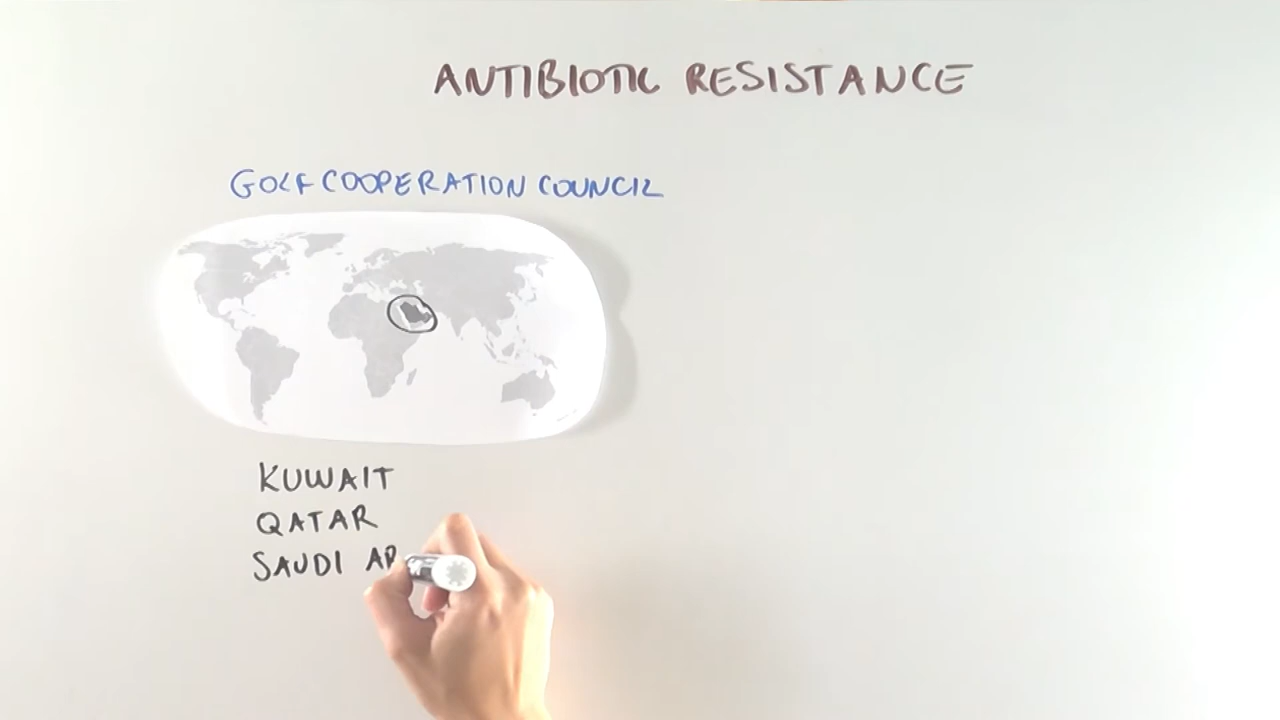 ANTIBIOTIC RESISTANCE
GOLF COOPERATION COUNCIL
KUWAIT
QATAR
SAUDI AR